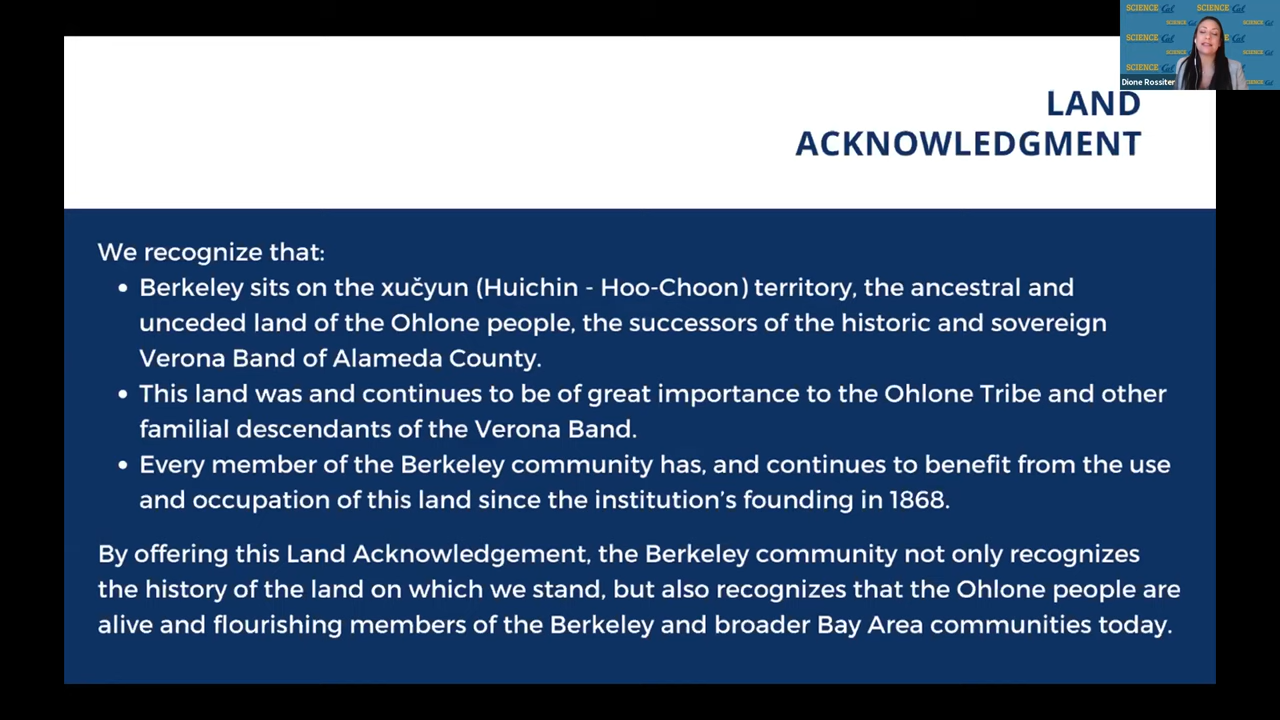 SCIENCE Cal SCIENCE Cal
SCIENCE Cal
SCIENCE Cal
SCIENCE Cal
Dione Rossiter
LAND
ACKNOWLEDGMENT
We recognize that:
• Berkeley sits on the xučyun (Huichin - Hoo-Choon) territory, the ancestral and
unceded land of the Ohlone people, the successors of the historic and sovereign
Verona Band of Alameda County.
• This land was and continues to be of great importance to the Ohlone Tribe and other
familial descendants of the Verona Band.
• Every member of the Berkeley community has, and continues to benefit from the use
and occupation of this land since the institution’s founding in 1868.
By offering this Land Acknowledgement, the Berkeley community not only recognizes
the history of the land on which we stand, but also recognizes that the Ohlone people are
alive and flourishing members of the Berkeley and broader Bay Area communities today.